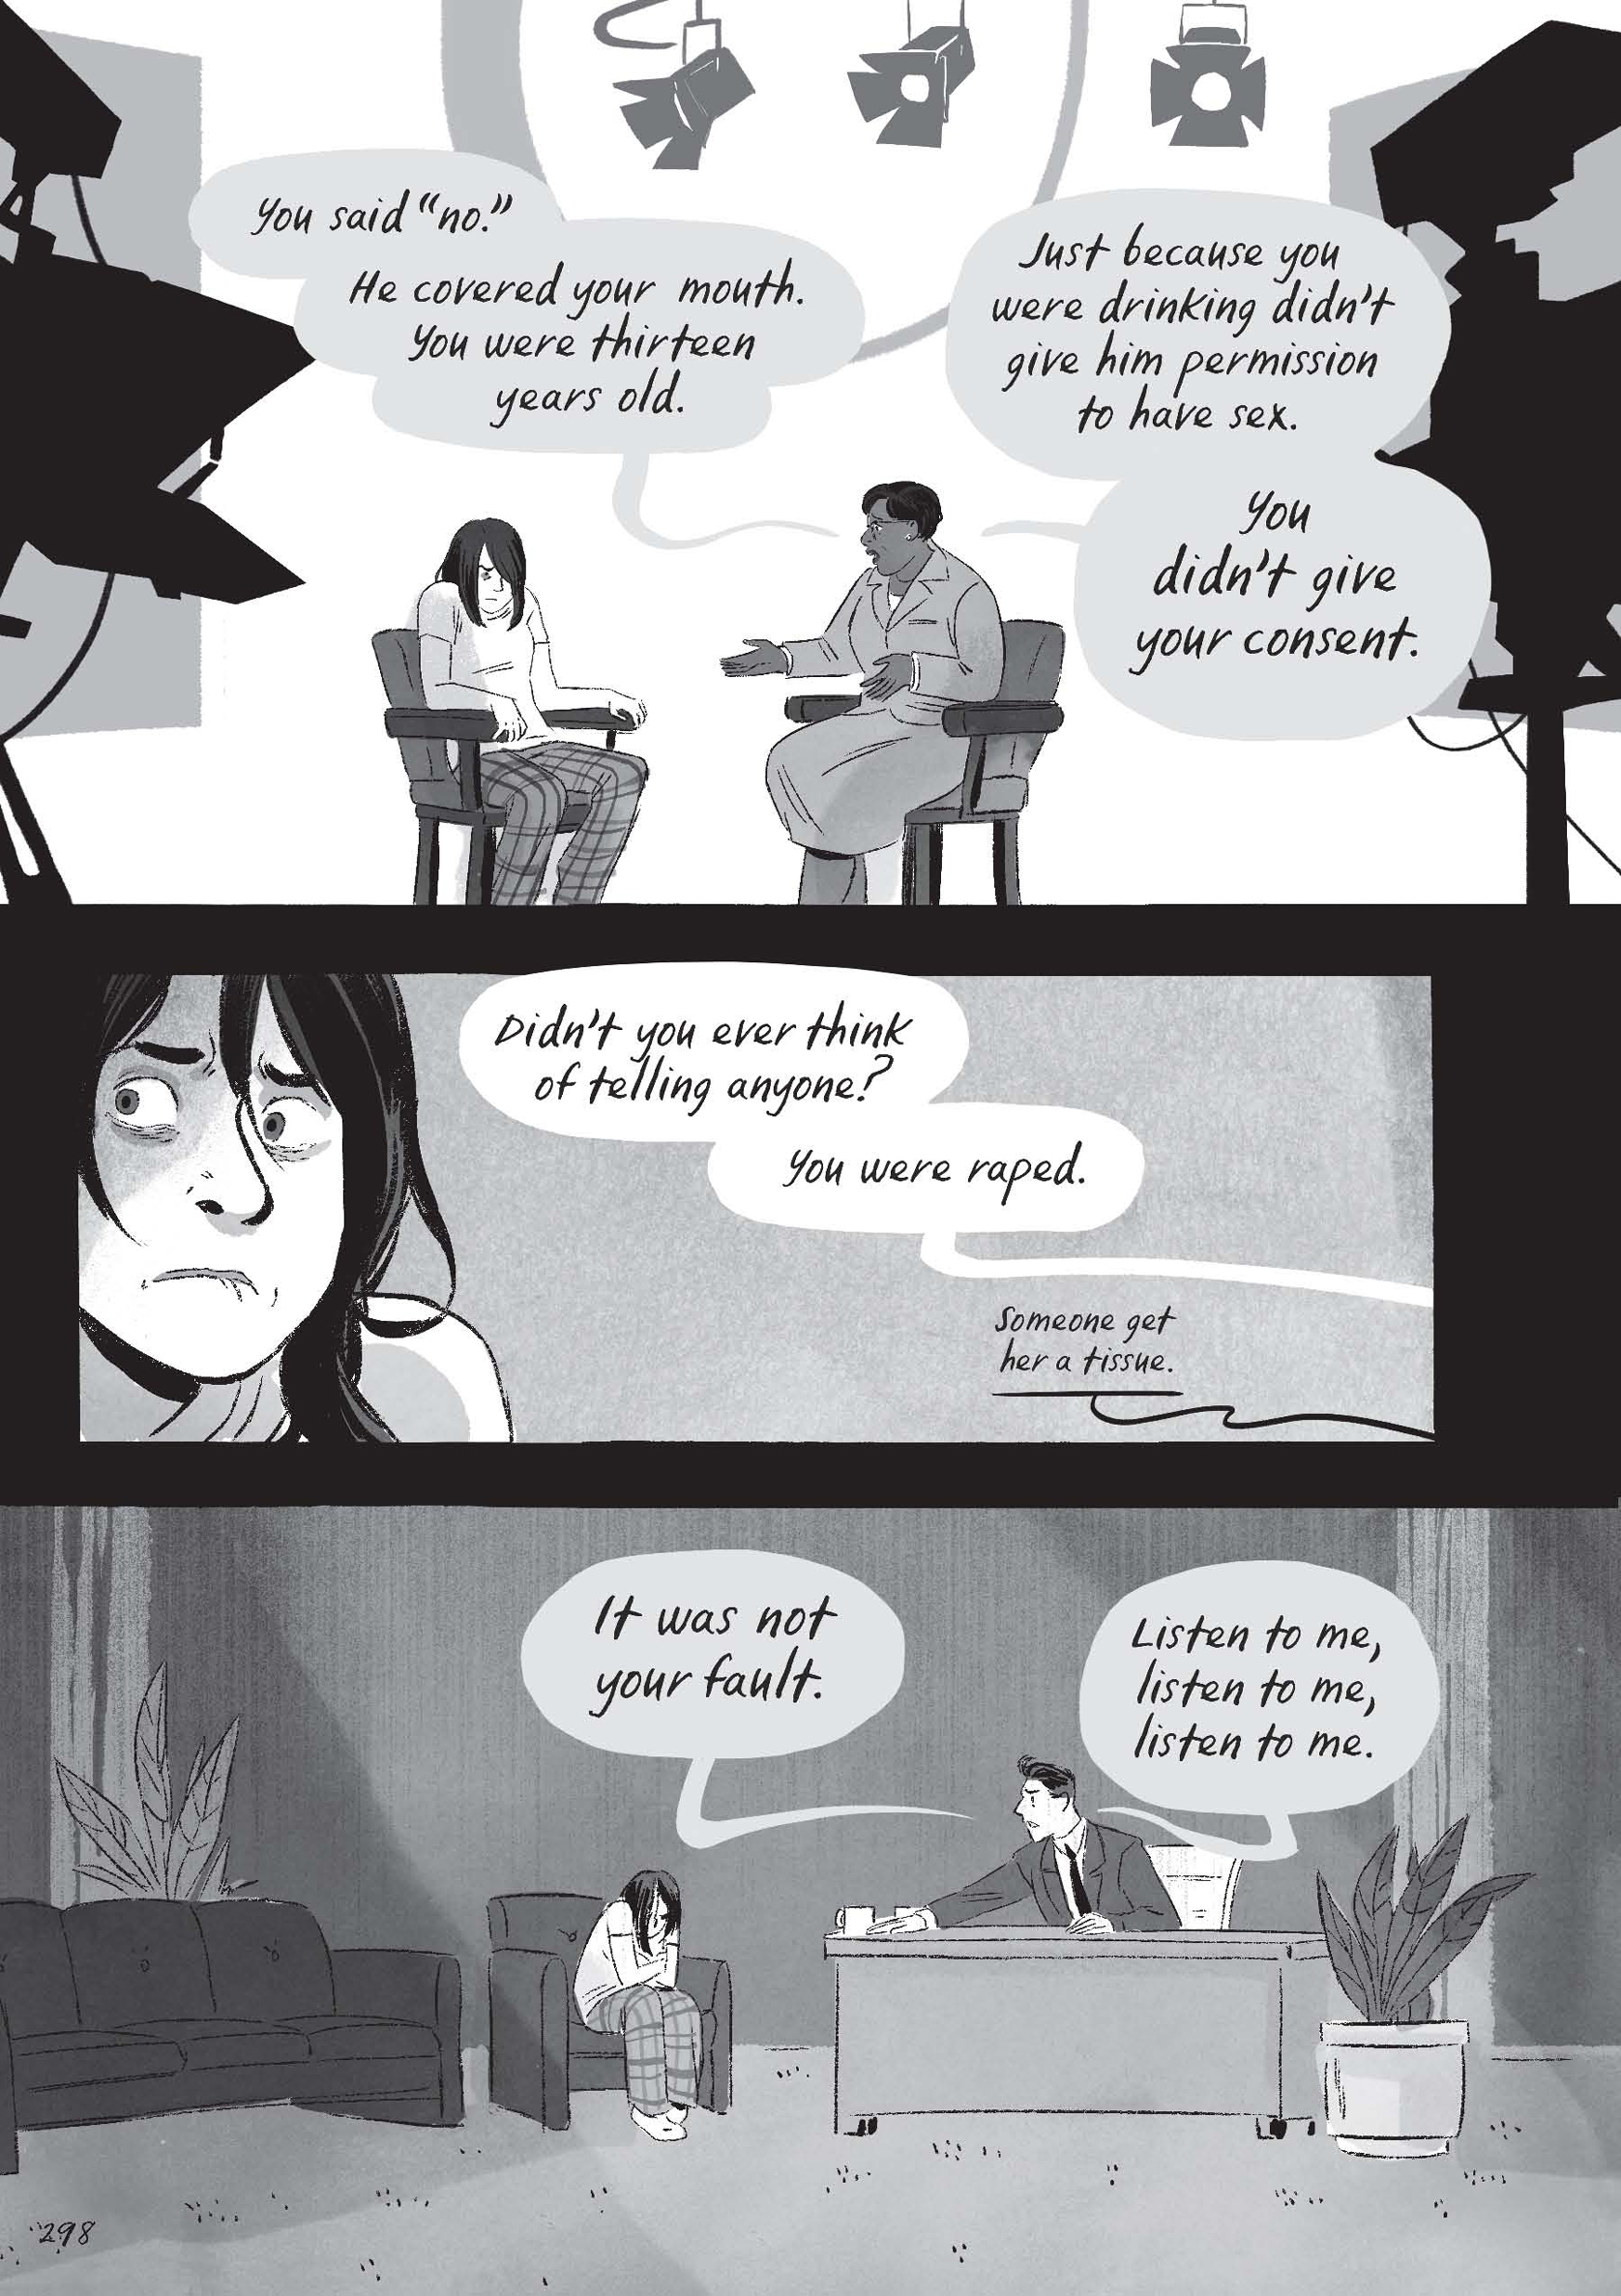 You said “no.”
He covered your mouth.
You were thirteen
years old.
Just because you
were drinking didn't
give him permission
to have sex.
You
didn't give
your consent.
Didn't you ever think
of telling anyone?
You were raped.
Someone get
her a tissue.
It was not
your fault.
Listen to me,
listen to me,
listen to me.
298